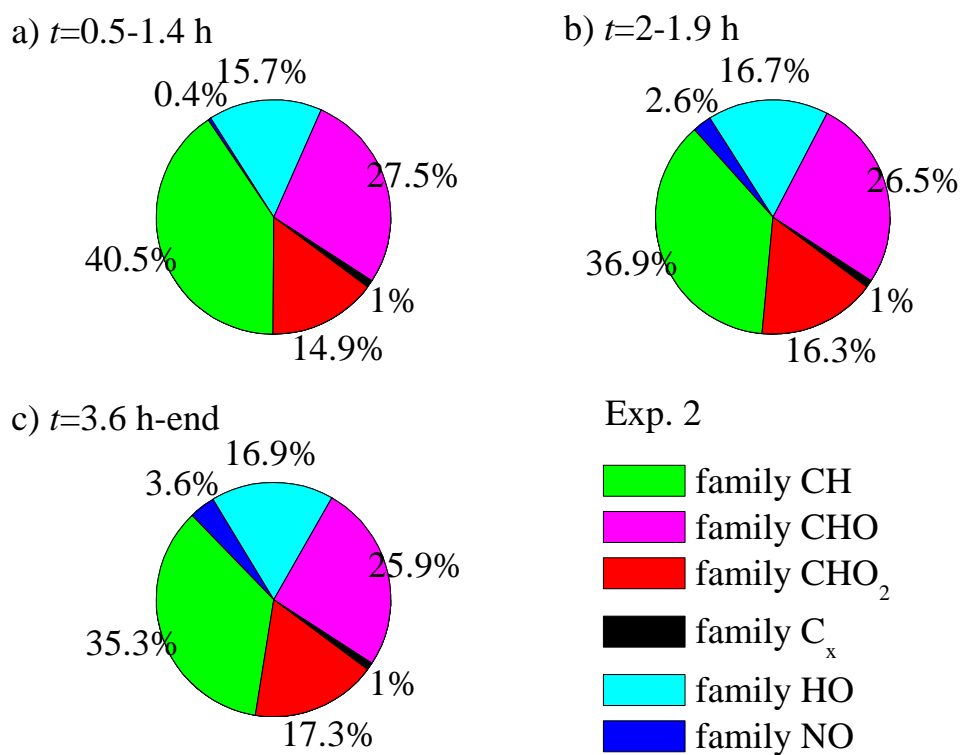 a) t=0.5-1.4 h
15.7%
0.4%
27.5%
40.5%
1%
14.9%
b) t=2-1.9 h
16.7%
2.6%
26.5%
36.9%
1%
16.3%
c) t=3.6 h-end
16.9%
3.6%
25.9%
35.3%
1%
17.3%
Exp. 2
family CH
family CHO
family CHO₂
family Cₓ
family HO
family NO